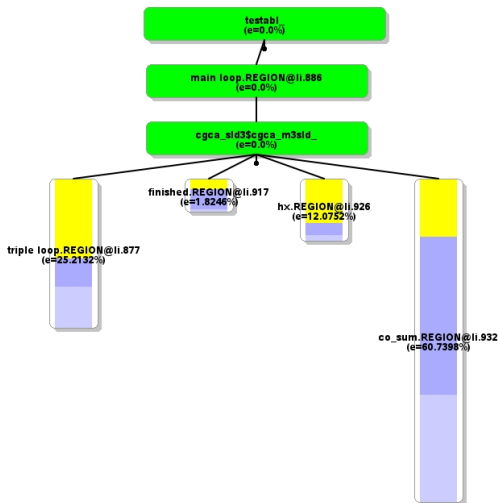 testabl_
(e=0.0%)
main loop.REGION@li.886
(e=0.0%)
cgca_sld3$cgca_m3sld_
(e=0.0%)
finished.REGION@li.917
(e=1.8246%)
hx.REGION@li.926
(e=12.0752%)
triple loop.REGION@li.877
(e=25.2132%)
co_sum.REGION@li.932
(e=60.7398%)